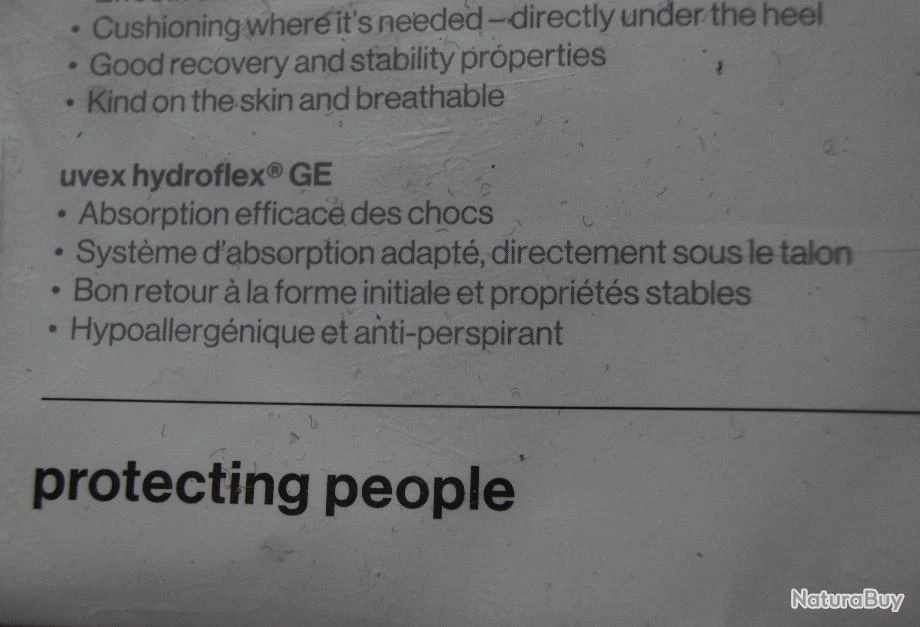 • Cushioning where it's needed – directly under the heel
• Good recovery and stability properties
• Kind on the skin and breathable
uvex hydroflex® GE
• Absorption efficace des chocs
• Système d'absorption adapté, directement sous le talon
• Bon retour à la forme initiale et propriétés stables
• Hypoallergénique et anti-perspirant
protecting people
NaturaBuy